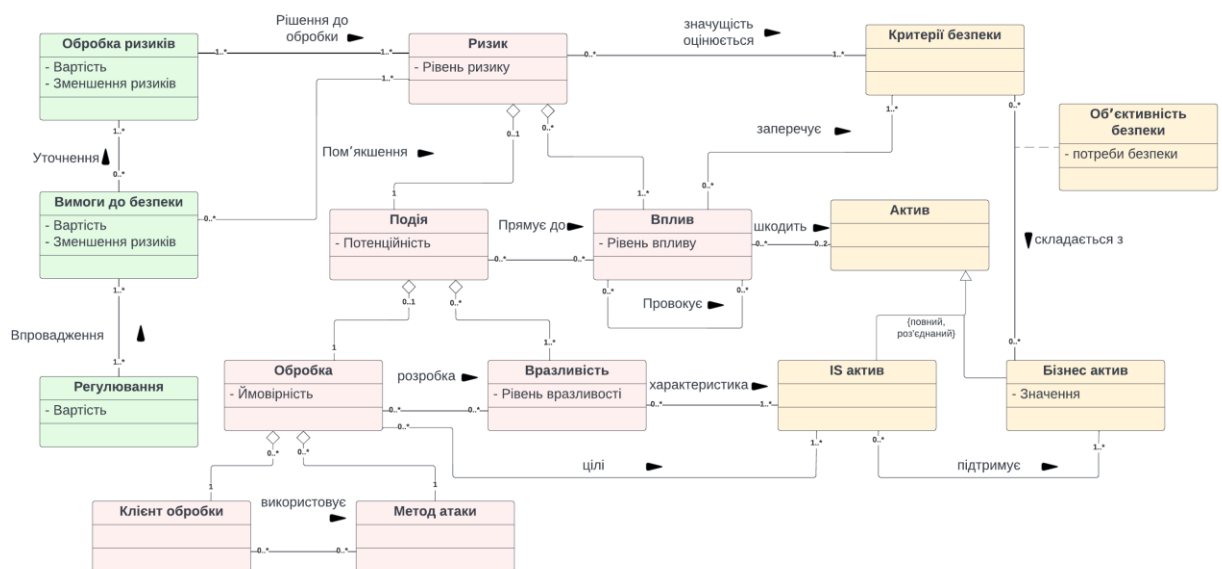 Рішення до
обробки
значущість
оцінюється
Обробка ризиків
- Вартість
- Зменшення ризиків
1..*
1..*
1..*
1..*
Ризик
- Рівень ризику
0..*
1..*
0..1
0..*
Критерії безпеки
1..*
0..*
Об'єктивність
безпеки
- потреби безпеки
заперечує
Уточнення
0..*
Пом'якшення
Вимоги до безпеки
- Вартість
- Зменшення ризиків
0..*
1..*
1
1..*
0..*
Подія
- Потенційність
0..*
0..1
0..*
Прямує до
0..*
Вплив
- Рівень впливу
0..*
0..*
0..*
Провокує
шкодить
0..2
Актив
складається з
{повний,
роз'єднаний}
0..*
Впровадження
1..*
Регулювання
- Вартість
1
Обробка
- Ймовірність
0..*
0..*
0..*
0..*
розробка
0..*
1..*
Вразливість
- Рівень вразливості
0..*
характеристика
1..*
IS актив
1..*
0..*
Бізнес актив
- Значення
1..*
цілі
підтримує
1
1
Клієнт обробки
0..*
використовує
0..*
Метод атаки